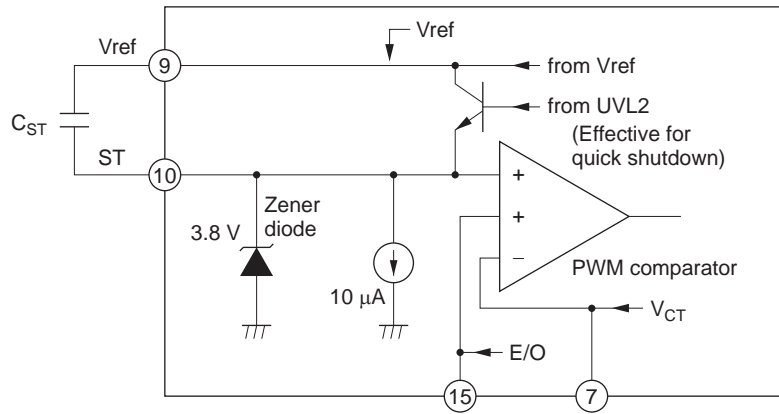 Vref
Vref
9
from Vref
from UVL2
(Effective for
quick shutdown)
CST
ST
10
+
Zener
diode
3.8 V
+
−
PWM comparator
10 μA
VCT
E/O
15
7